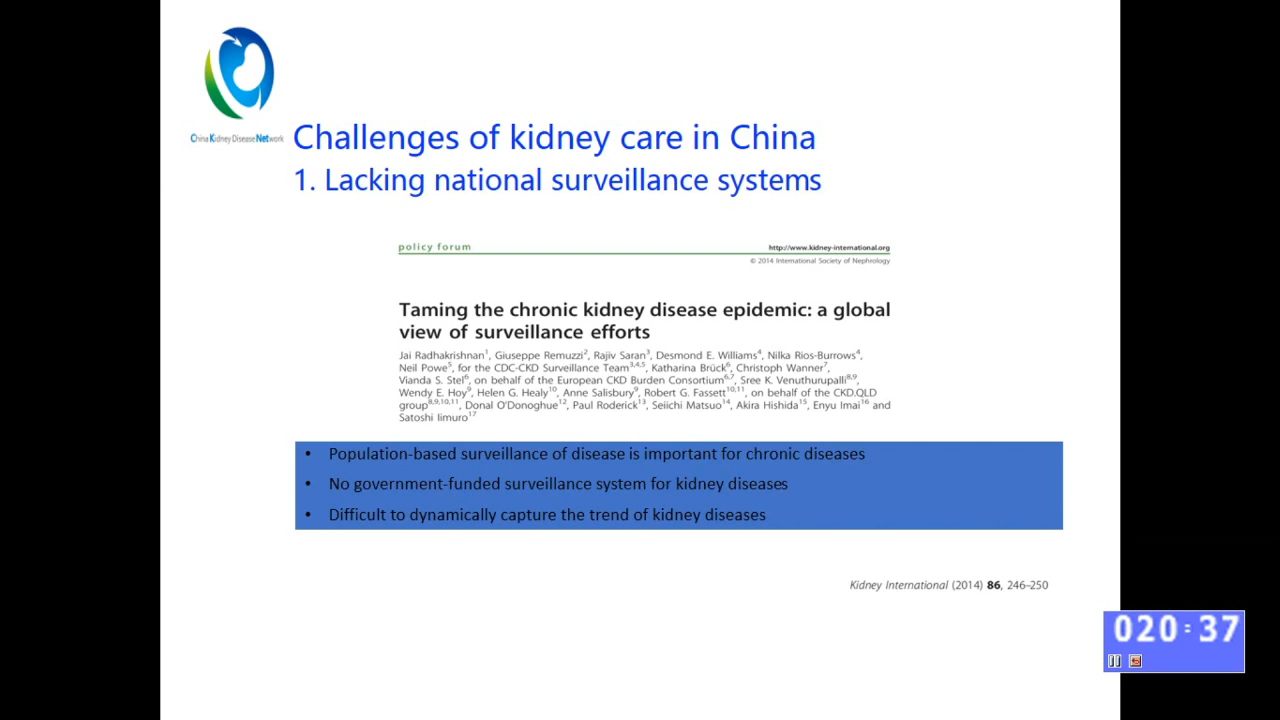 China Kidney Disease Network
Challenges of kidney care in China
1. Lacking national surveillance systems
policy forum
http://www.kidney-international.org
© 2014 International Society of Nephrology
Taming the chronic kidney disease epidemic: a global
view of surveillance efforts
Jai Radhakrishnan1, Giuseppe Remuzzi2, Rajiv Saran3, Desmond E. Williams4, Nilka Rios-Burrows4,
Neil Powe5, for the CDC-CKD Surveillance Team3,4,5, Katharina Brück6, Christoph Wanner7,
Vianda S. Stel6, on behalf of the European CKD Burden Consortium6,7, Sree K. Venuthurupalli8,9,
Wendy E. Hoy9, Helen G. Healy10, Anne Salisbury9, Robert G. Fassett10,11, on behalf of the CKD.QLD
group8,9,10,11, Donal O'Donoghue12, Paul Roderick13, Seiichi Matsuo14, Akira Hishida15, Enyu Imai16 and
Satoshi Iimuro17
• Population-based surveillance of disease is important for chronic diseases
• No government-funded surveillance system for kidney diseases
• Difficult to dynamically capture the trend of kidney diseases
Kidney International (2014) 86, 246–250
020:37